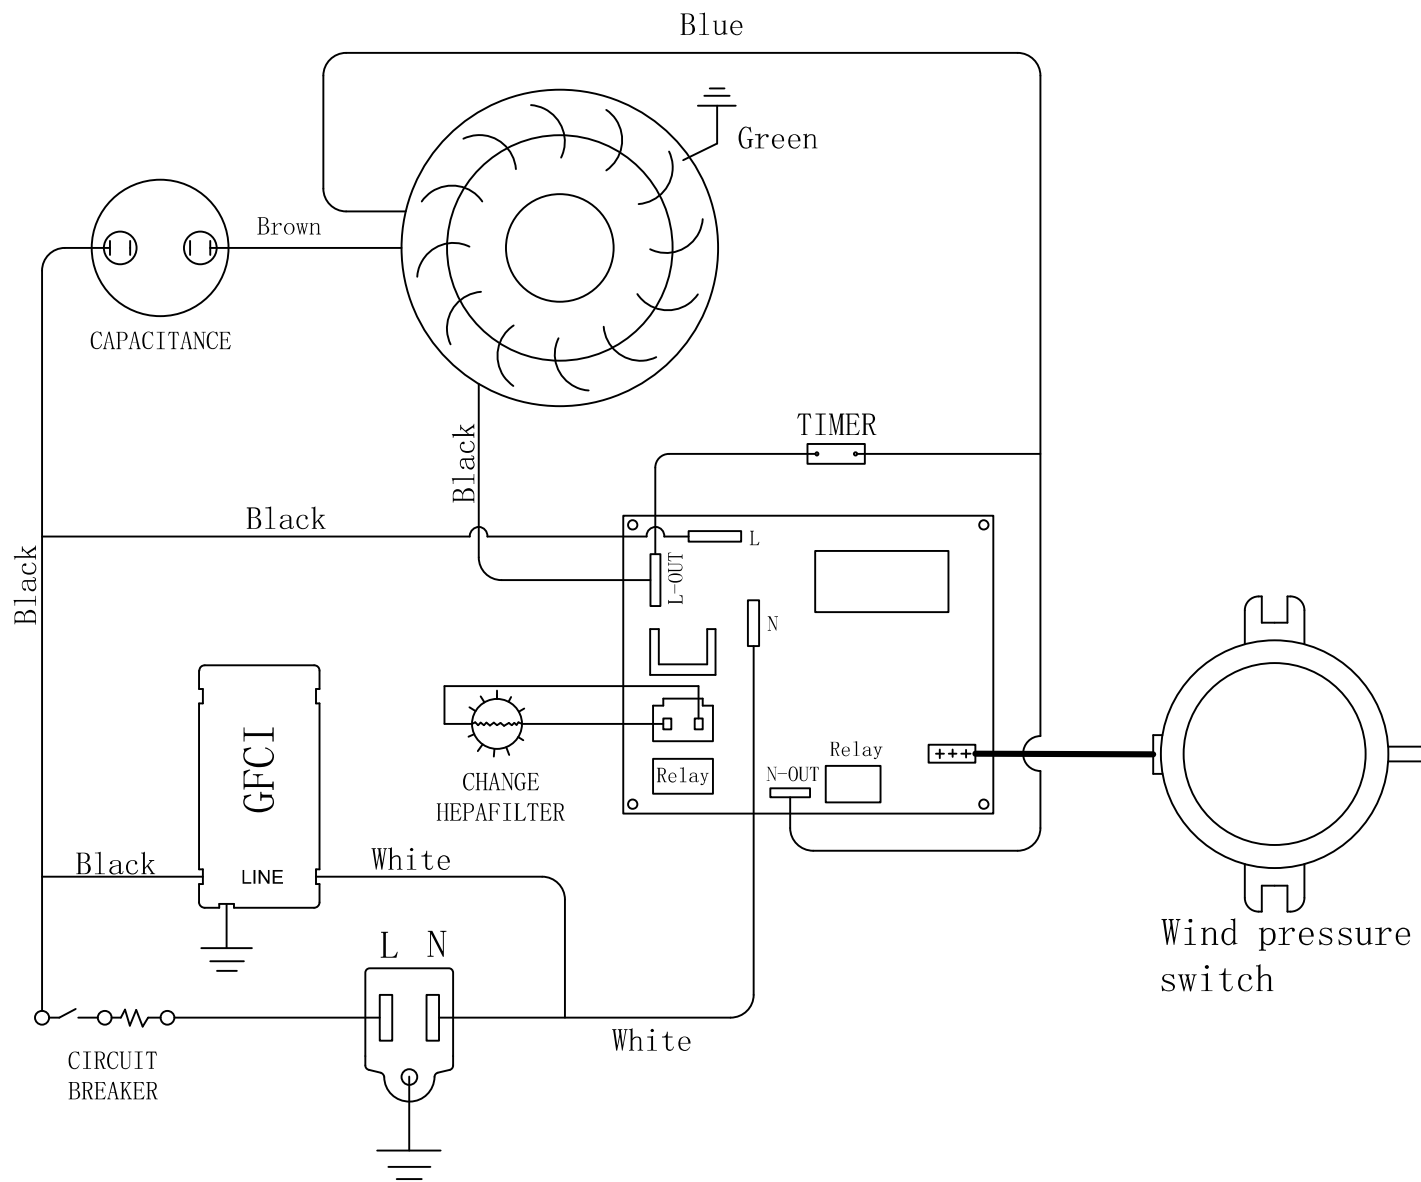 Blue
Green
Brown
CAPACITANCE
TIMER
Black
Black
L
L-OUT
Black
N
GFCI
Relay
N-OUT
Relay
CHANGE
HEPAFILTER
Black
White
LINE
Wind pressure
switch
L N
White
CIRCUIT
BREAKER